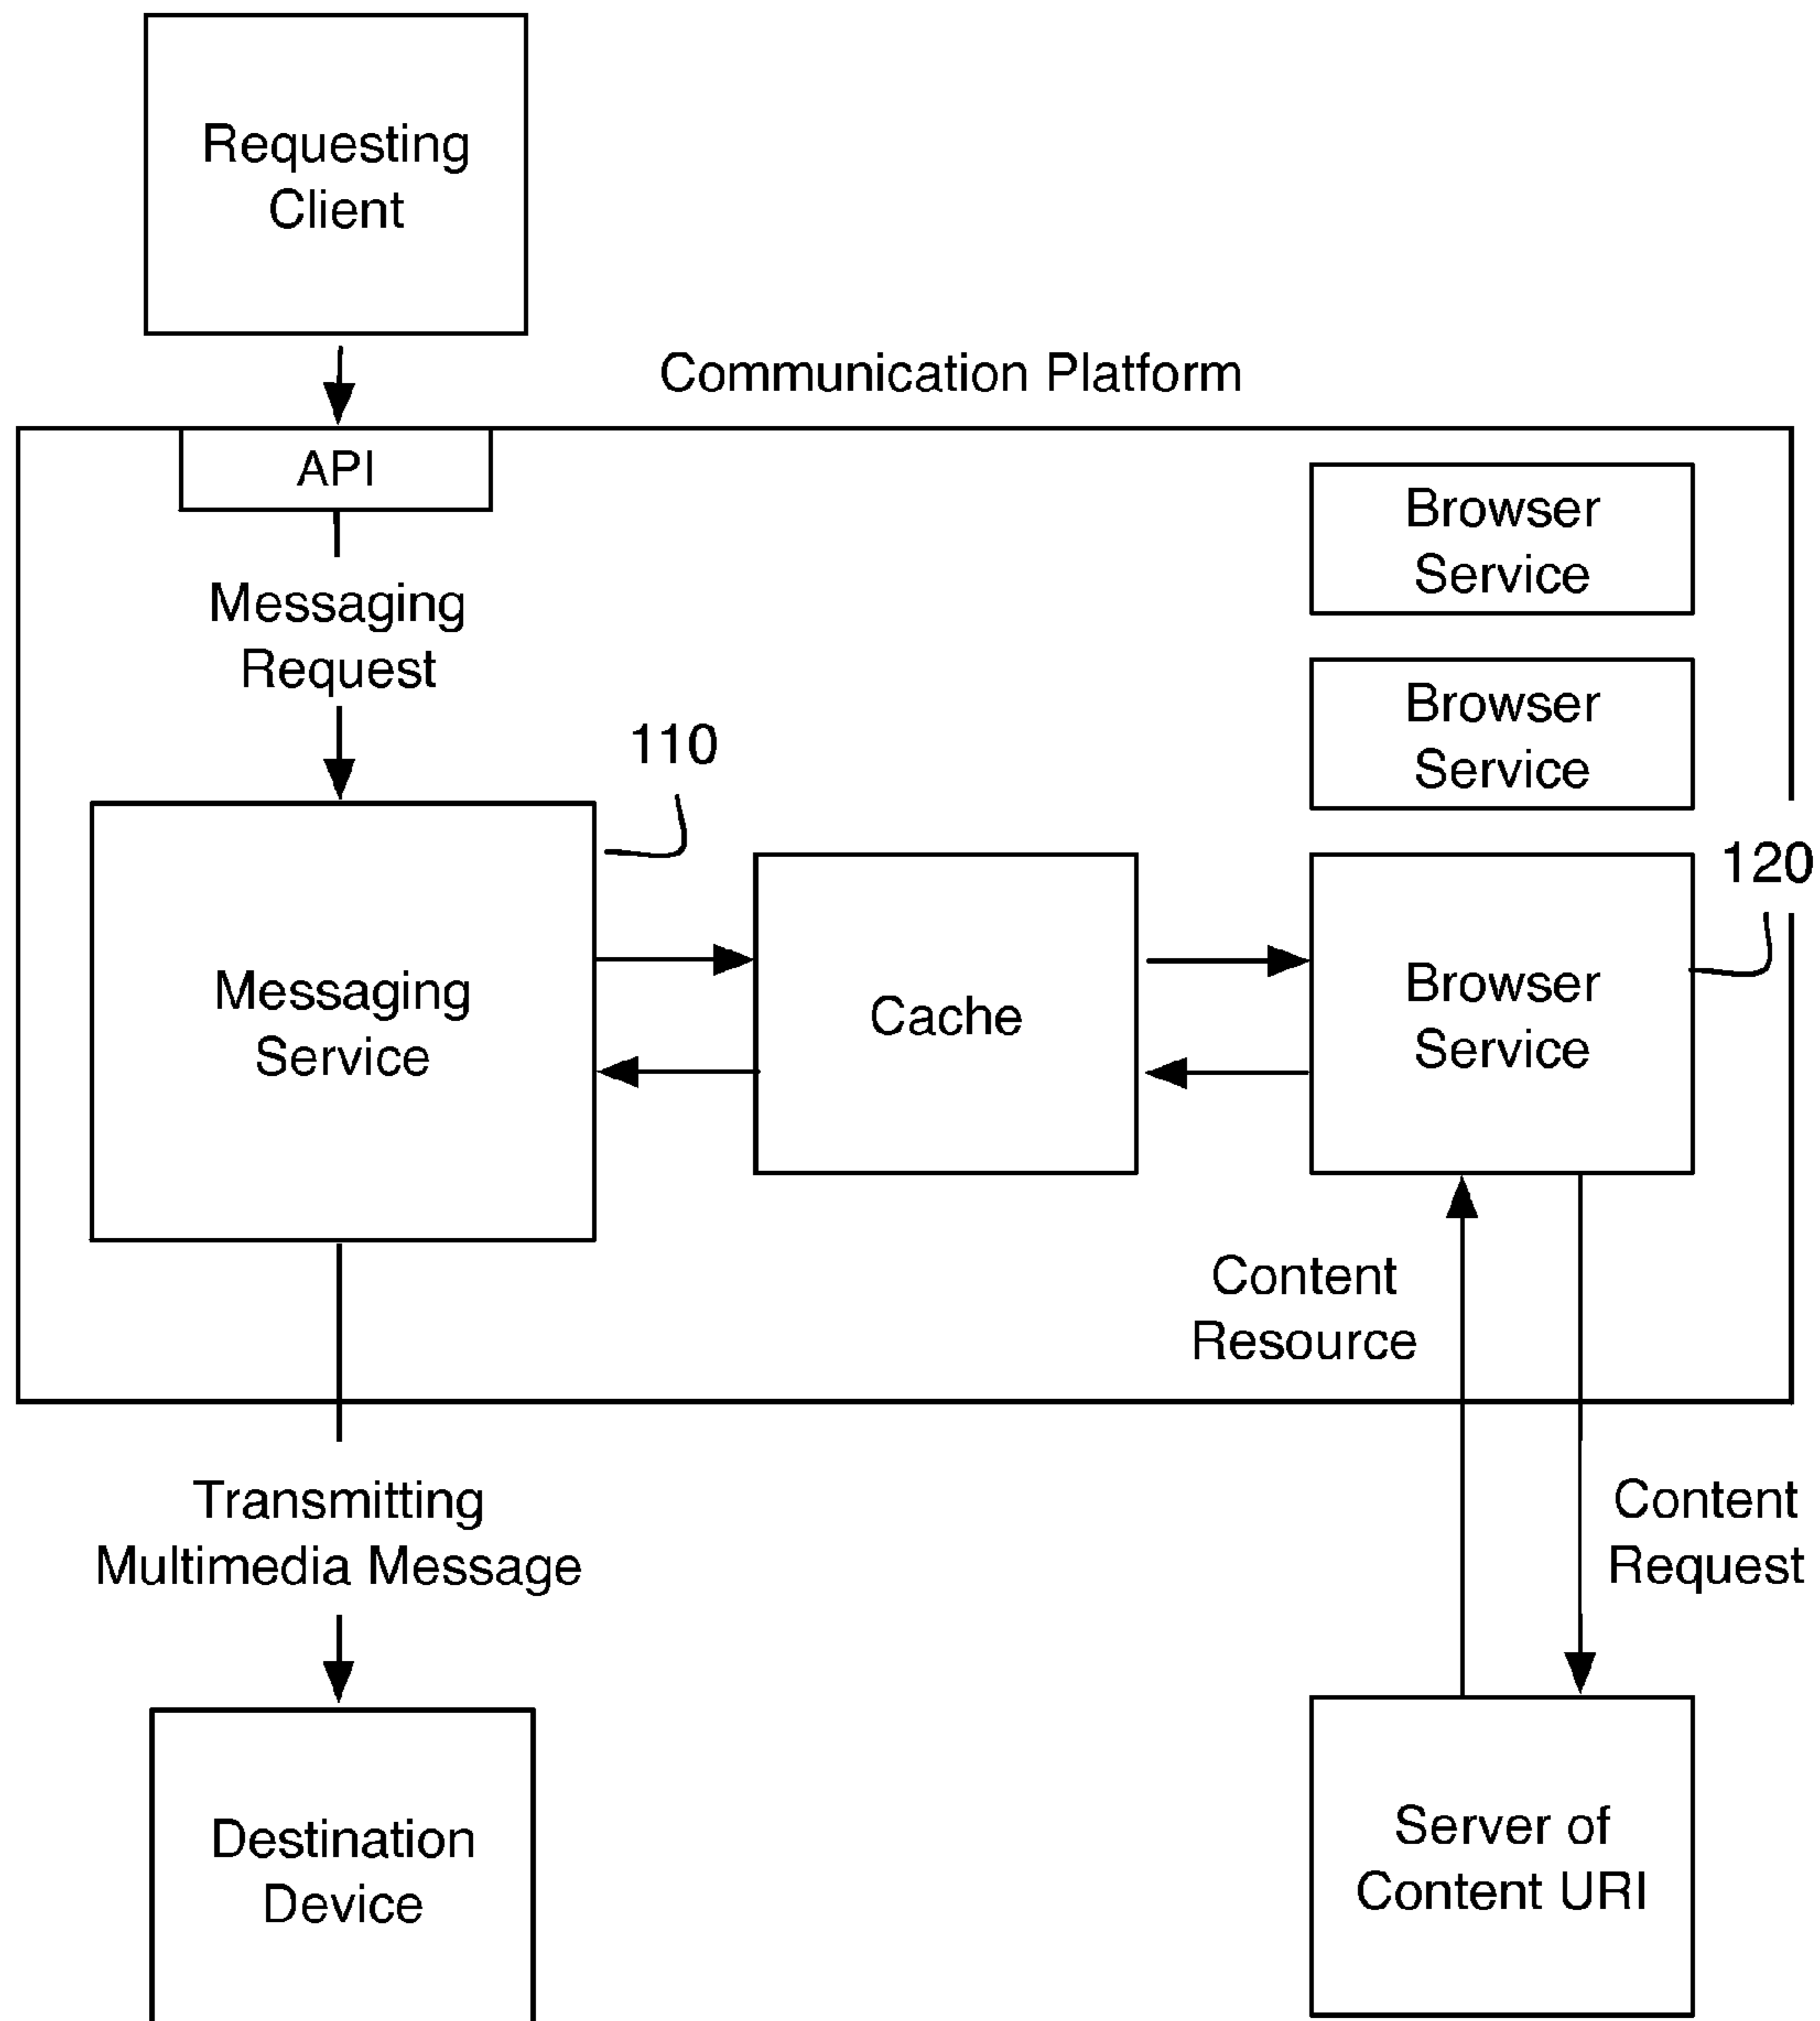 Requesting
Client
Communication Platform
API
Browser
Service
Messaging
Request
Browser
Service
110
120
Messaging
Service
Cache
Browser
Service
Content
Resource
Transmitting
Multimedia Message
Content
Request
Destination
Device
Server of
Content URI